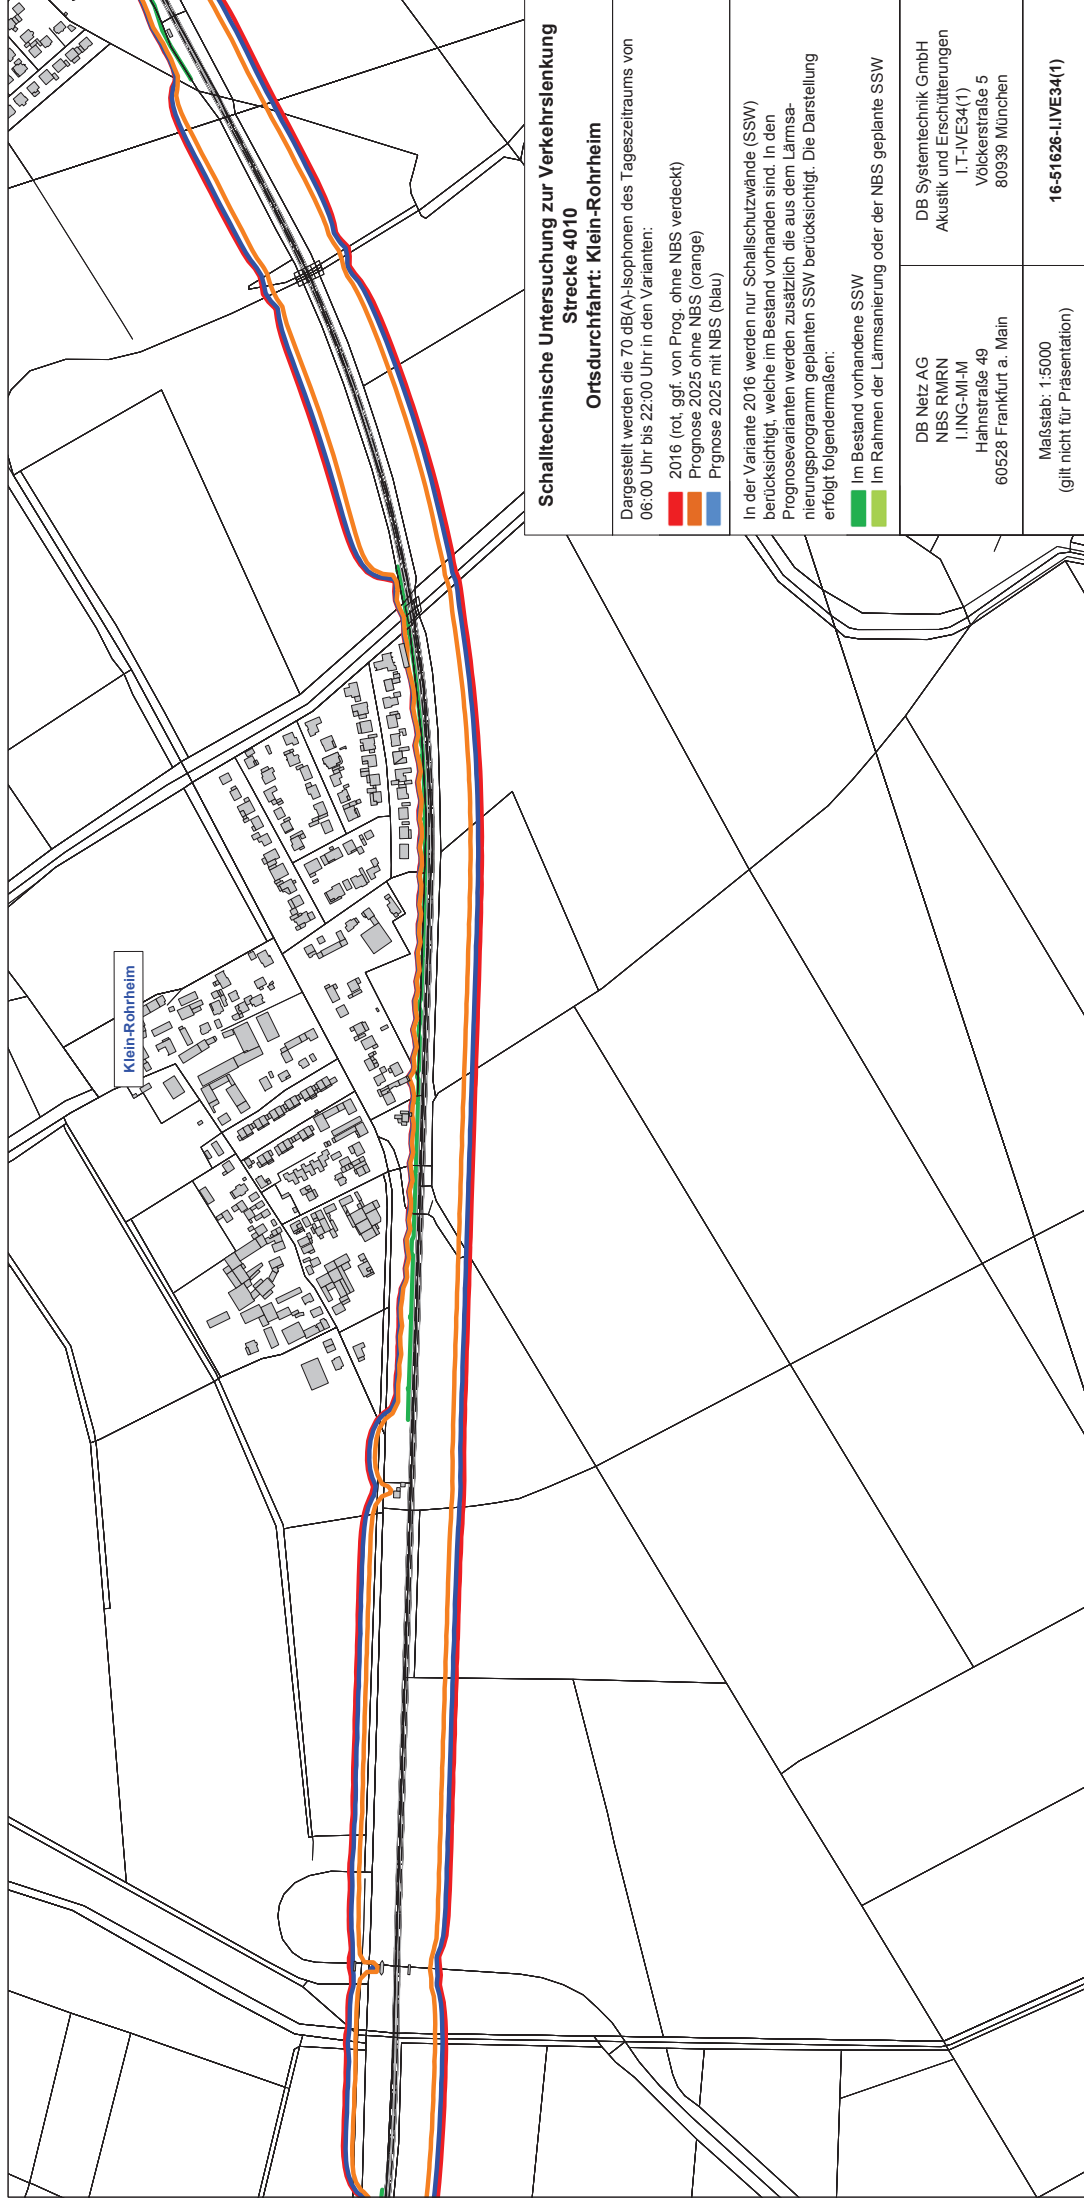 Klein-Rohrheim
Schalltechnische Untersuchung zur Verkehrslenkung
Strecke 4010
Ortsdurchfahrt: Klein-Rohrheim
Dargestellt werden die 70 dB(A)-Isophonen des Tageszeitraums von
06:00 Uhr bis 22:00 Uhr in den Varianten:
2016 (rot, ggf. von Prog. ohne NBS verdeckt)
Prognose 2025 ohne NBS (orange)
Prgnose 2025 mit NBS (blau)
In der Variante 2016 werden nur Schallschutzwände (SSW)
berücksichtigt, welche im Bestand vorhanden sind. In den
Prognosevarianten werden zusätzlich die aus dem Lärmsa-
nierungsprogramm geplanten SSW berücksichtigt. Die Darstellung
erfolgt folgendermaßen:
Im Bestand vorhandene SSW
Im Rahmen der Lärmsanierung oder der NBS geplante SSW
DB Netz AG
NBS RMRN
I.ING-MI-M
Hahnstraße 49
60528 Frankfurt a. Main
DB Systemtechnik GmbH
Akustik und Erschütterungen
I.T-IVE34(1)
Völckerstraße 5
80939 München
Maßstab: 1:5000
(gilt nicht für Präsentation)
16-51626-I.IVE34(1)